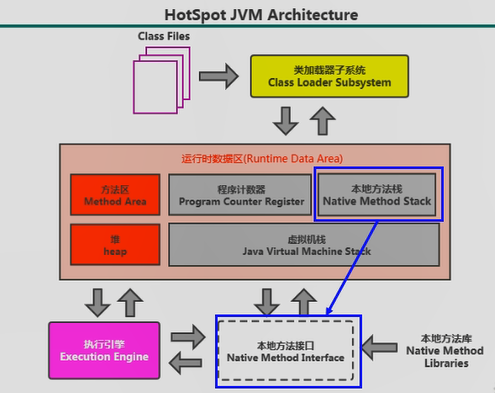 HotSpot JVM Architecture
Class Files
类加载器子系统
Class Loader Subsystem
运行时数据区(Runtime Data Area)
方法区
Method Area
程序计数器
Program Counter Register
本地方法栈
Native Method Stack
堆
heap
虚拟机栈
Java Virtual Machine Stack
执行引擎
Execution Engine
本地方法接口
Native Method Interface
本地方法库
Native Method
Libraries